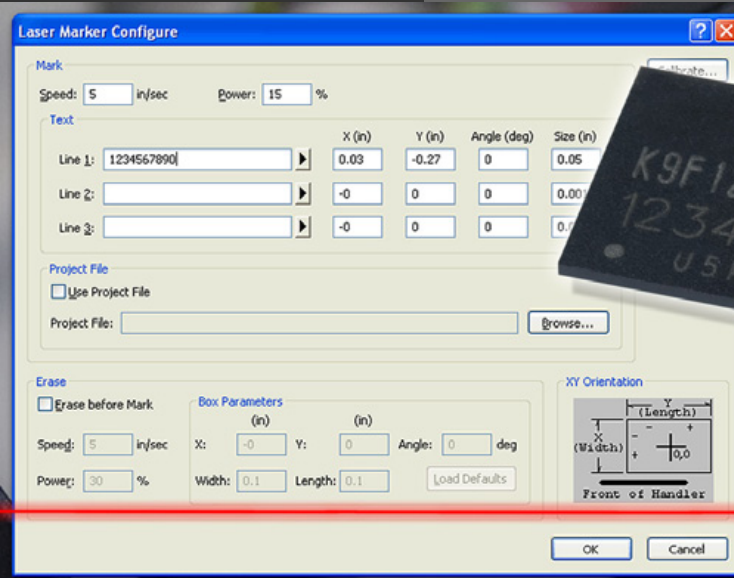 Laser Marker Configure
Mark
Speed: 5 in/sec Power: 15 %
Text
X (in) Y (in) Angle (deg) Size (in)
Line 1: 1234567890 0.03 -0.27 0 0.05
Line 2: -0 0 0 0.001
Line 3: -0 0 0
Project File
Use Project File
Project File: Browse...
K9F1
1234
U5
Erase
Erase before Mark
Speed: 5 in/sec
Power: 30 %
Box Parameters
(in) (in)
X: -0 Y: 0 Angle: 0 deg
Width: 0.1 Length: 0.1 Load Defaults
XY Orientation
Y
(Length)
X
(Width)
- - +
+ 0,0
Front of Handler
OK Cancel